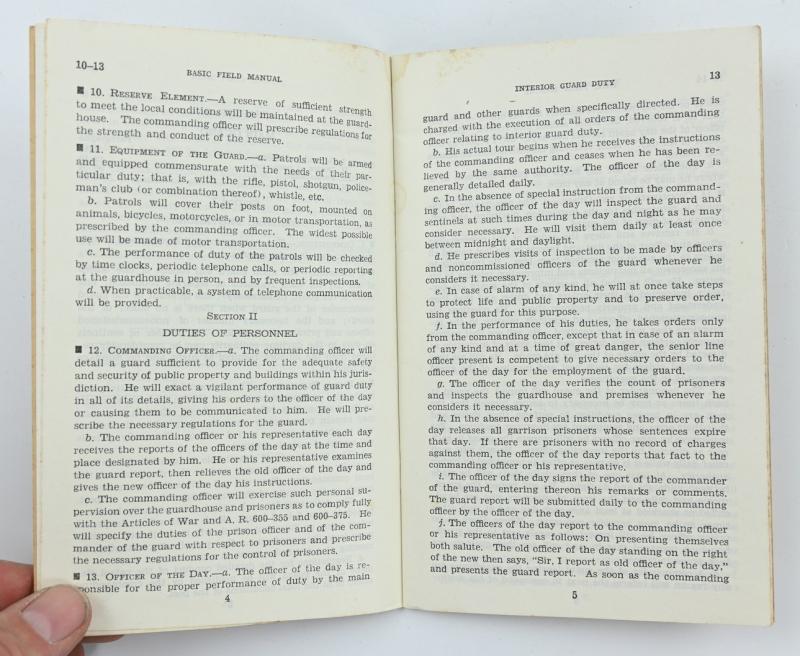 10–13
BASIC FIELD MANUAL
■ 10. RESERVE ELEMENT.—A reserve of sufficient strength
to meet the local conditions will be maintained at the guard-
house. The commanding officer will prescribe regulations for
the strength and conduct of the reserve.
■ 11. EQUIPMENT OF THE GUARD.—a. Patrols will be armed
and equipped commensurate with the needs of their par-
ticular duty; that is, with the rifle, pistol, shotgun, police-
man's club (or combination thereof), whistle, etc.
b. Patrols will cover their posts on foot, mounted on
animals, bicycles, motorcycles, or in motor transportation, as
prescribed by the commanding officer. The widest possible
use will be made of motor transportation.
c. The performance of duty of the patrols will be checked
by time clocks, periodic telephone calls, or periodic reporting
at the guardhouse in person, and by frequent inspections.
d. When practicable, a system of telephone communication
will be provided.
SECTION II
DUTIES OF PERSONNEL
■ 12. COMMANDING OFFICER.—a. The commanding officer will
detail a guard sufficient to provide for the adequate safety
and security of public property and buildings within his juris-
diction. He will exact a vigilant performance of guard duty
in all of its details, giving his orders to the officer of the day
or causing them to be communicated to him. He will pre-
scribe the necessary regulations for the guard.
b. The commanding officer or his representative each day
receives the reports of the officers of the day at the time and
place designated by him. He or his representative examines
the guard report, then relieves the old officer of the day and
gives the new officer of the day his instructions.
c. The commanding officer will exercise such personal su-
pervision over the guardhouse and prisoners as to comply fully
with the Articles of War and A. R. 600–355 and 600–375. He
will specify the duties of the prison officer and of the com-
mander of the guard with respect to prisoners and prescribe
the necessary regulations for the control of prisoners.
■ 13. OFFICER OF THE DAY.—a. The officer of the day is re-
sponsible for the proper performance of duty by the main
4
INTERIOR GUARD DUTY
13
guard and other guards when specifically directed. He is
charged with the execution of all orders of the commanding
officer relating to interior guard duty.
b. His actual tour begins when he receives the instructions
of the commanding officer and ceases when he has been re-
lieved by the same authority. The officer of the day is
generally detailed daily.
c. In the absence of special instruction from the command-
ing officer, the officer of the day will inspect the guard and
sentinels at such times during the day and night as he may
consider necessary. He will visit them daily at least once
between midnight and daylight.
d. He prescribes visits of inspection to be made by officers
and noncommissioned officers of the guard whenever he
considers it necessary.
e. In case of alarm of any kind, he will at once take steps
to protect life and public property and to preserve order,
using the guard for this purpose.
f. In the performance of his duties, he takes orders only
from the commanding officer, except that in case of an alarm
of any kind and at a time of great danger, the senior line
officer present is competent to give necessary orders to the
officer of the day for the employment of the guard.
g. The officer of the day verifies the count of prisoners
and inspects the guardhouse and premises whenever he
considers it necessary.
h. In the absence of special instructions, the officer of the
day releases all garrison prisoners whose sentences expire
that day. If there are prisoners with no record of charges
against them, the officer of the day reports that fact to the
commanding officer or his representative.
i. The officer of the day signs the report of the commander
of the guard, entering thereon his remarks or comments.
The guard report will be submitted daily to the commanding
officer by the officer of the day.
j. The officers of the day report to the commanding officer
or his representative as follows: On presenting themselves
both salute. The old officer of the day standing on the right
of the new then says, "Sir, I report as old officer of the day,"
and presents the guard report. As soon as the commanding
5